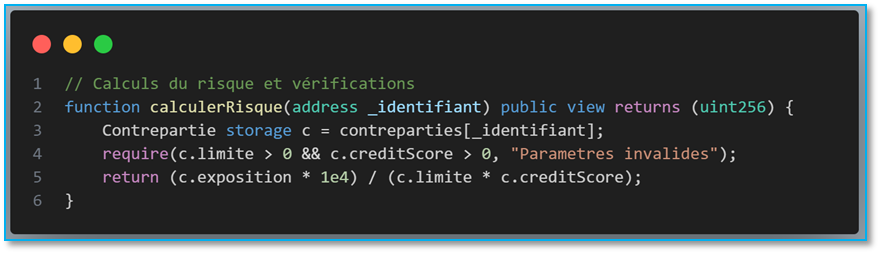 1 // Calculs du risque et vérifications
2 function calculerRisque(address _identifiant) public view returns (uint256) {
3 Contrepartie storage c = contreparties[_identifiant];
4 require(c.limite > 0 && c.creditScore > 0, "Parametres invalides");
5 return (c.exposition * 1e4) / (c.limite * c.creditScore);
6 }